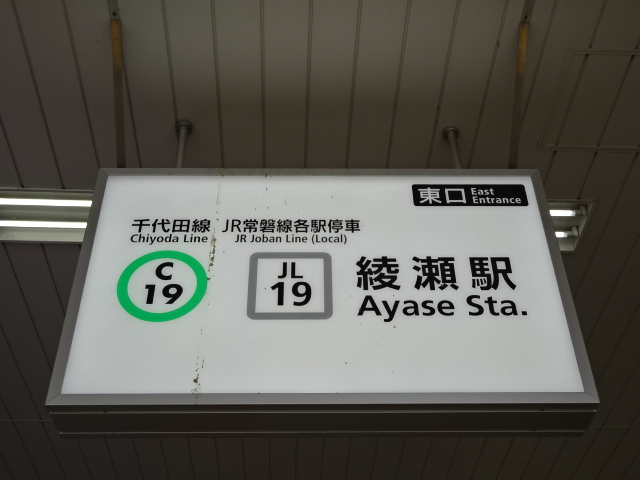 東口 East Entrance
千代田線 JR常磐線各駅停車
Chiyoda Line JR Joban Line (Local)
C 19
JL 19
綾瀬駅
Ayase Sta.